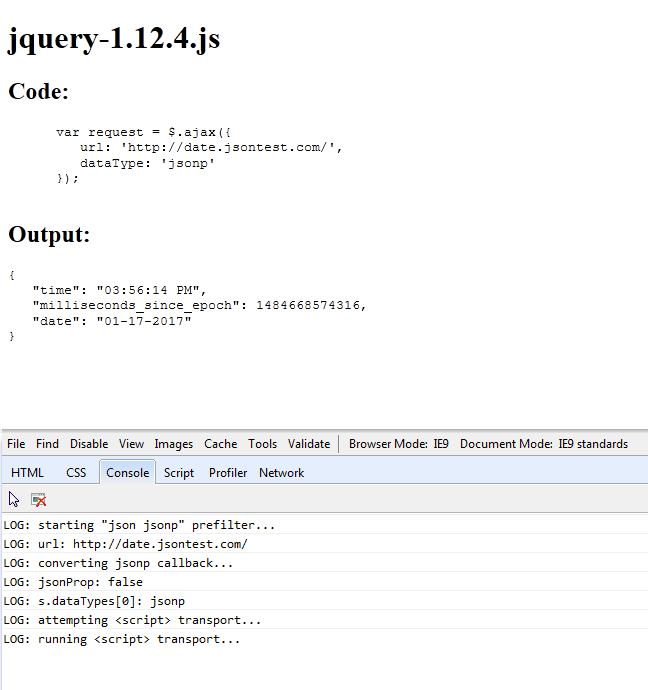 jquery-1.12.4.js
Code:
var request = $.ajax({
url: 'http://date.jsontest.com/',
dataType: 'jsonp'
});
Output:
{
"time": "03:56:14 PM",
"milliseconds_since_epoch": 1484668574316,
"date": "01-17-2017"
}
File Find Disable View Images Cache Tools Validate Browser Mode: IE9 Document Mode: IE9 standards
HTML CSS Console Script Profiler Network
LOG: starting "json jsonp" prefilter...
LOG: url: http://date.jsontest.com/
LOG: converting jsonp callback...
LOG: jsonProp: false
LOG: s.dataTypes[0]: jsonp
LOG: attempting <script> transport...
LOG: running <script> transport...